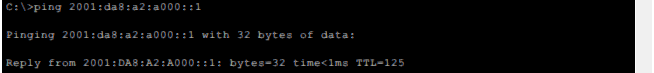 C:\>ping 2001:da8:a2:a000::1
Pinging 2001:da8:a2:a000::1 with 32 bytes of data:
Reply from 2001:DA8:A2:A000::1: bytes=32 time<1ms TTL=125